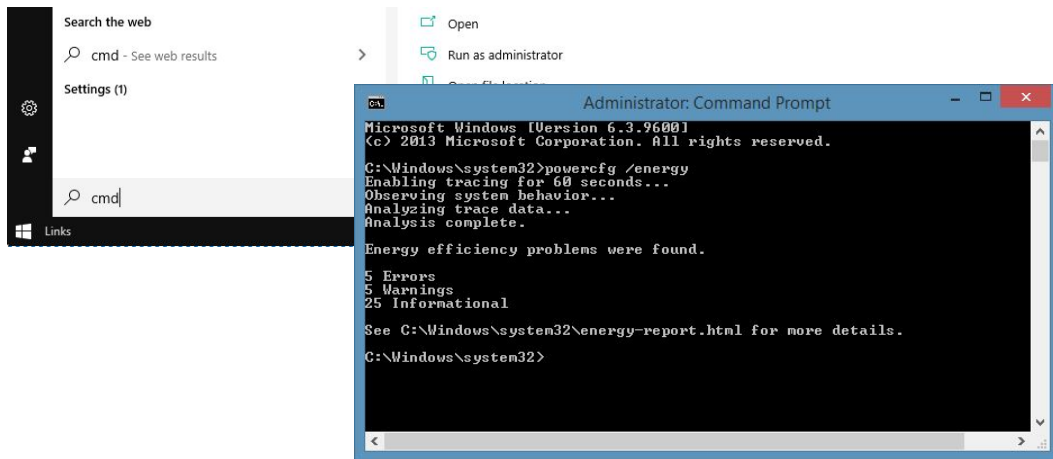 Search the web
cmd - See web results
Settings (1)
cmd
Links
Open
Run as administrator
Open file location
Administrator: Command Prompt
Microsoft Windows [Version 6.3.9600]
(c) 2013 Microsoft Corporation. All rights reserved.
C:\Windows\system32>powercfg /energy
Enabling tracing for 60 seconds...
Observing system behavior...
Analyzing trace data...
Analysis complete.
Energy efficiency problems were found.
5 Errors
5 Warnings
25 Informational
See C:\Windows\system32\energy-report.html for more details.
C:\Windows\system32>